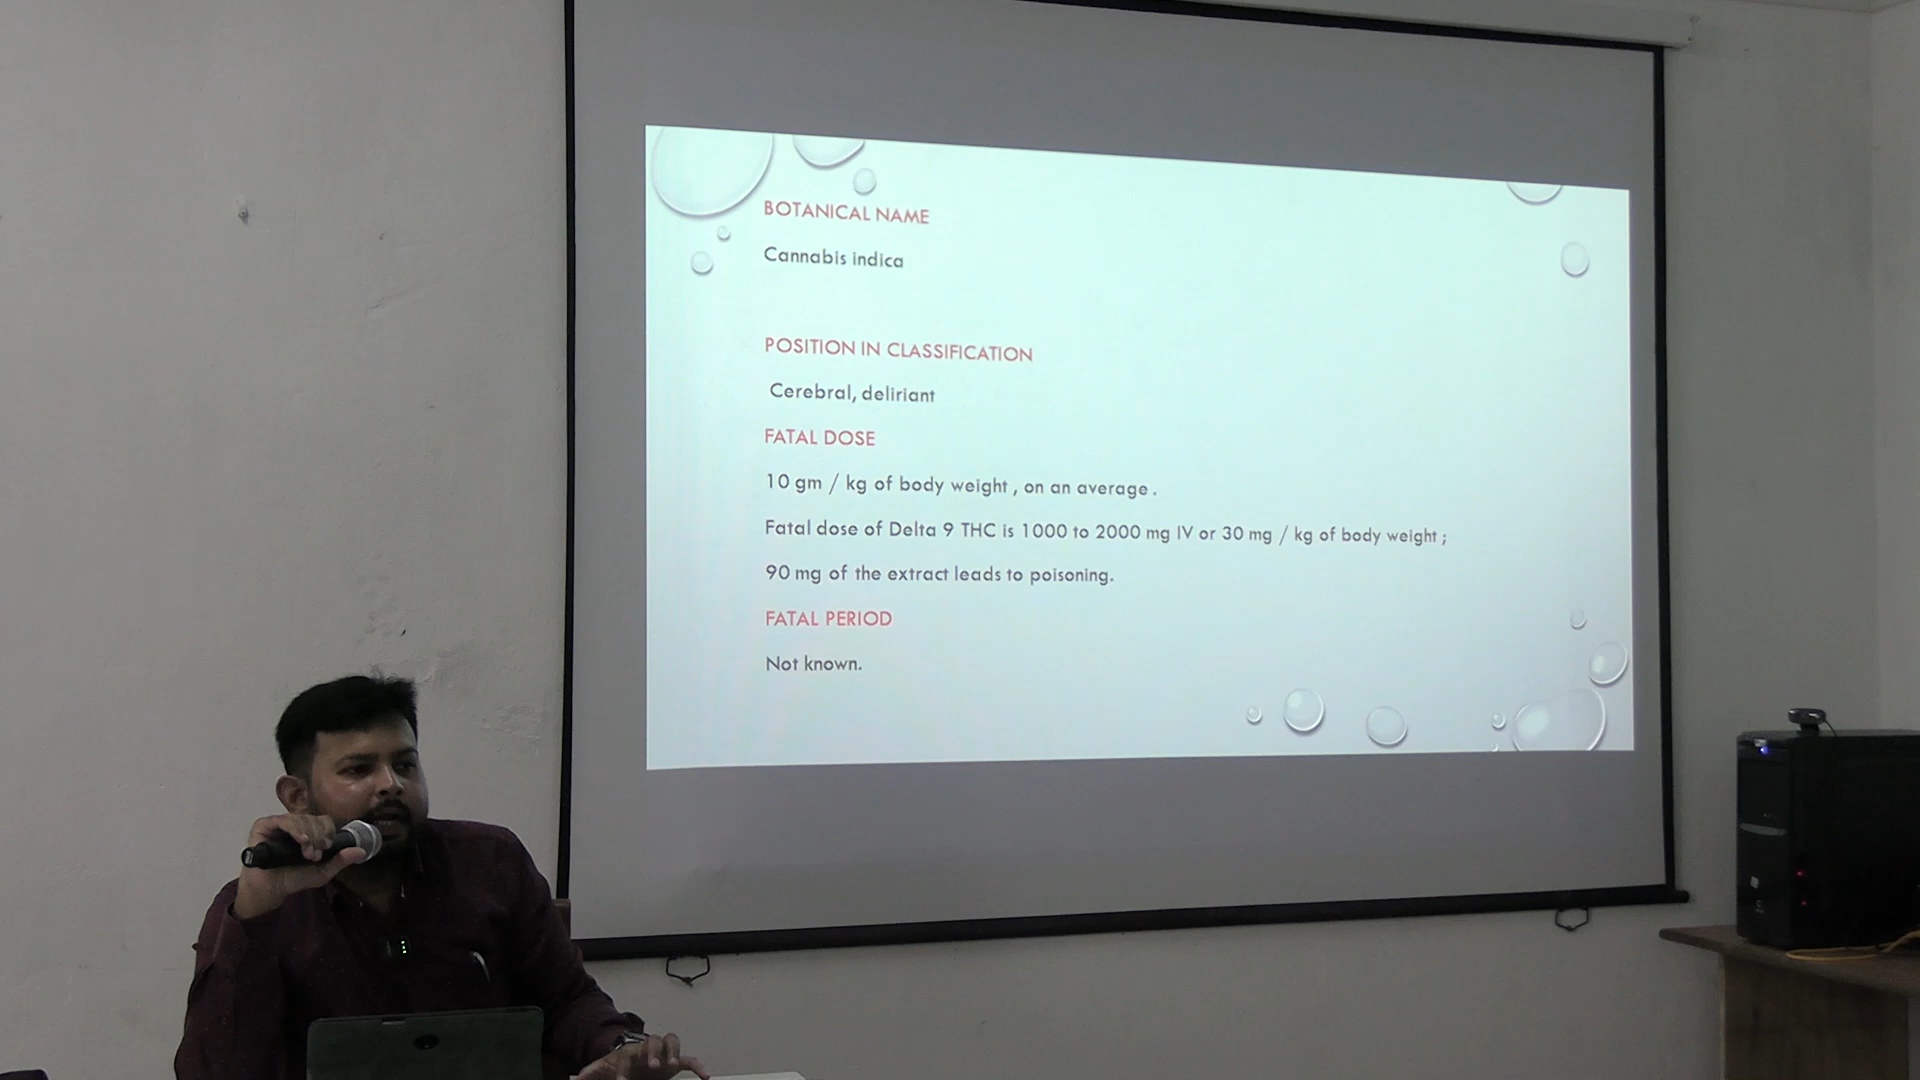 BOTANICAL NAME
Cannabis indica
POSITION IN CLASSIFICATION
Cerebral, deliriant
FATAL DOSE
10 gm / kg of body weight , on an average .
Fatal dose of Delta 9 THC is 1000 to 2000 mg IV or 30 mg / kg of body weight ;
90 mg of the extract leads to poisoning.
FATAL PERIOD
Not known.